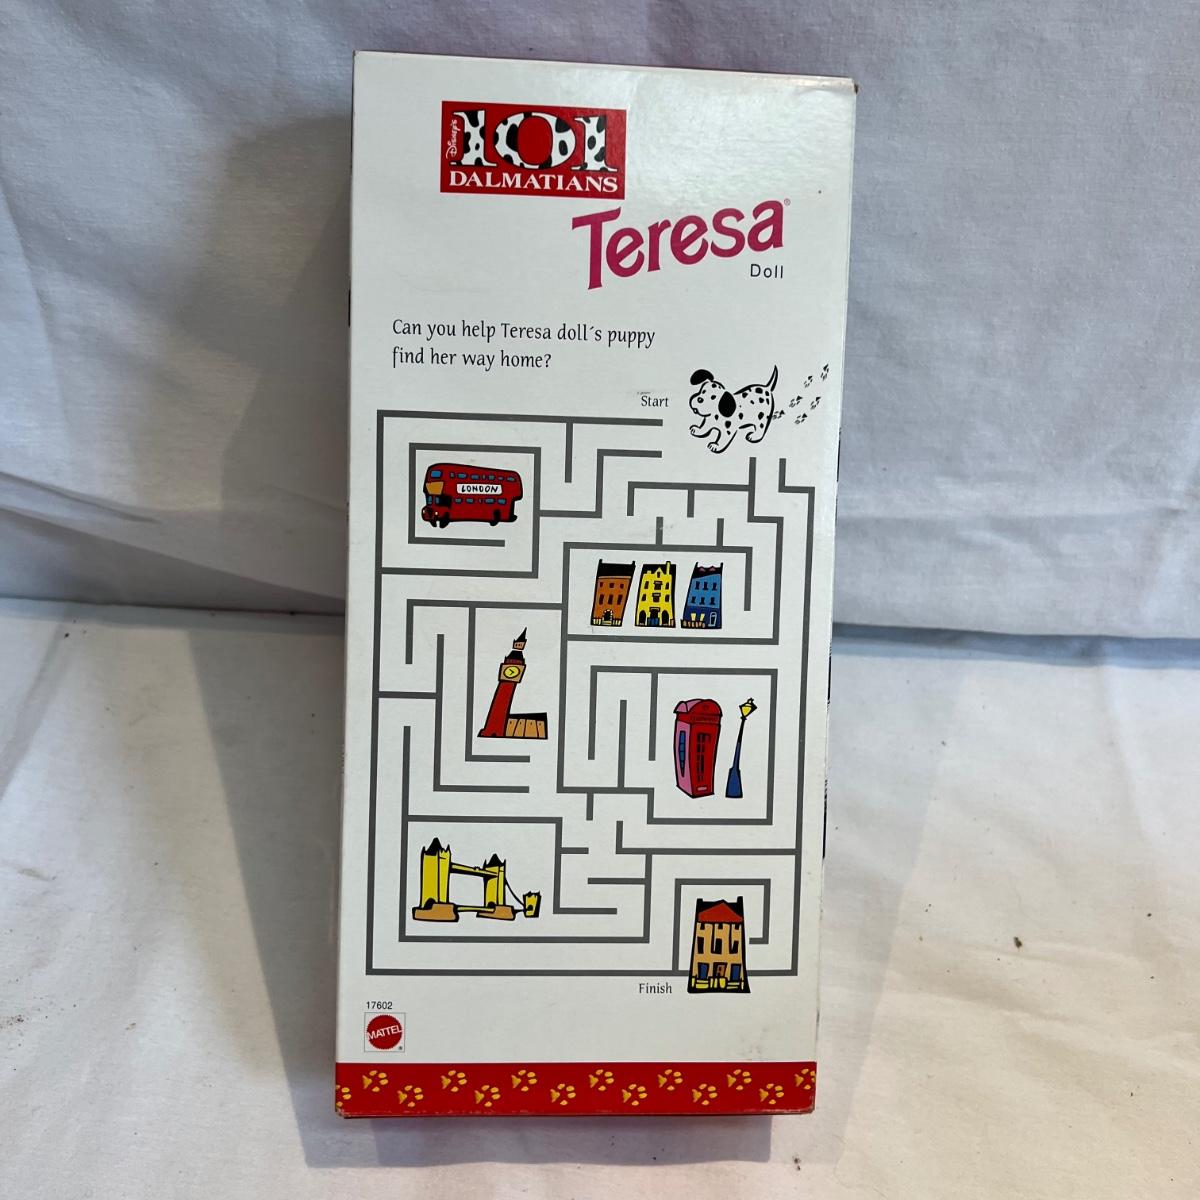 Disney's
101
DALMATIANS
Teresa®
Doll
Can you help Teresa doll´s puppy
find her way home?
Start
LONDON
Finish
17602
MATTEL
®